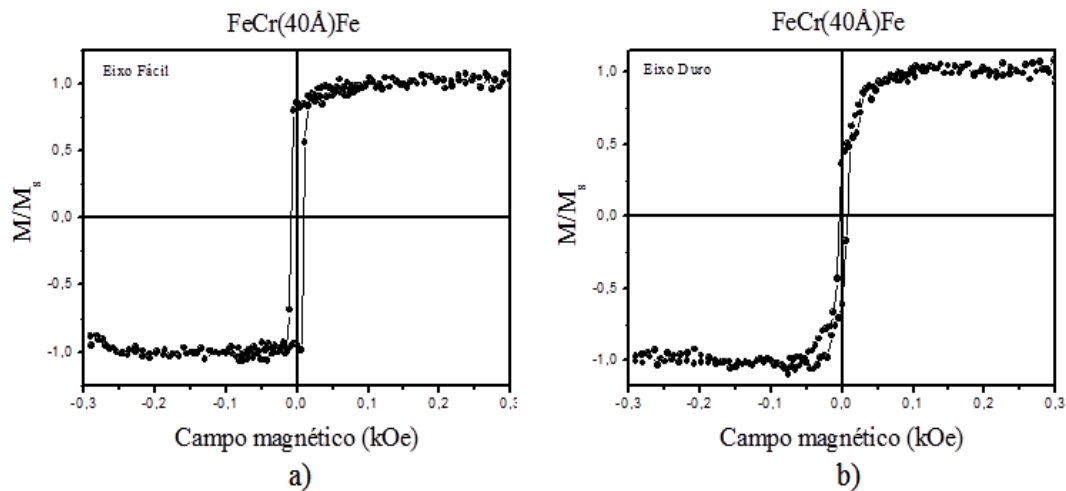 FeCr(40Å)Fe
Eixo Fácil
1,0
0,5
0,0
-0,5
-1,0
M/Ms
-0,3 -0,2 -0,1 0,0 0,1 0,2 0,3
Campo magnético (kOe)
a)
FeCr(40Å)Fe
Eixo Duro
1,0
0,5
0,0
-0,5
-1,0
M/Ms
-0,3 -0,2 -0,1 0,0 0,1 0,2 0,3
Campo magnético (kOe)
b)